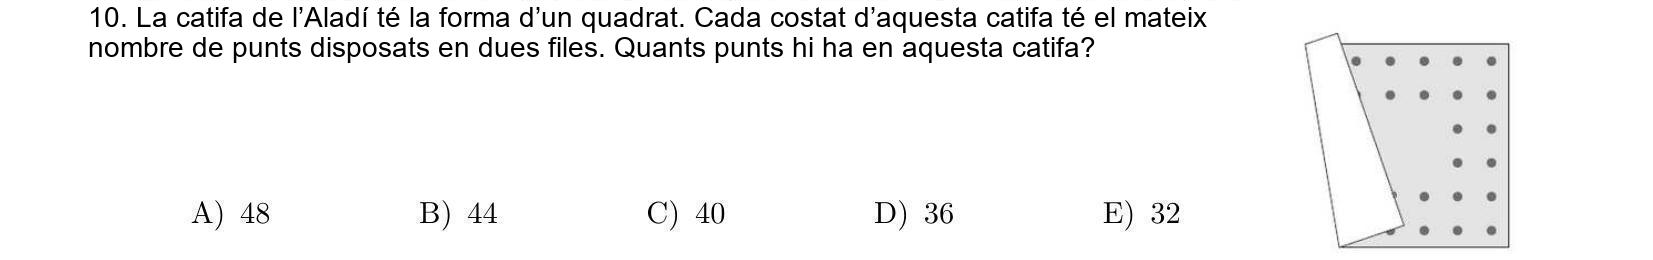 10. La catifa de l'Aladí té la forma d'un quadrat. Cada costat d'aquesta catifa té el mateix
nombre de punts disposats en dues files. Quants punts hi ha en aquesta catifa?
A) 48 B) 44 C) 40 D) 36 E) 32